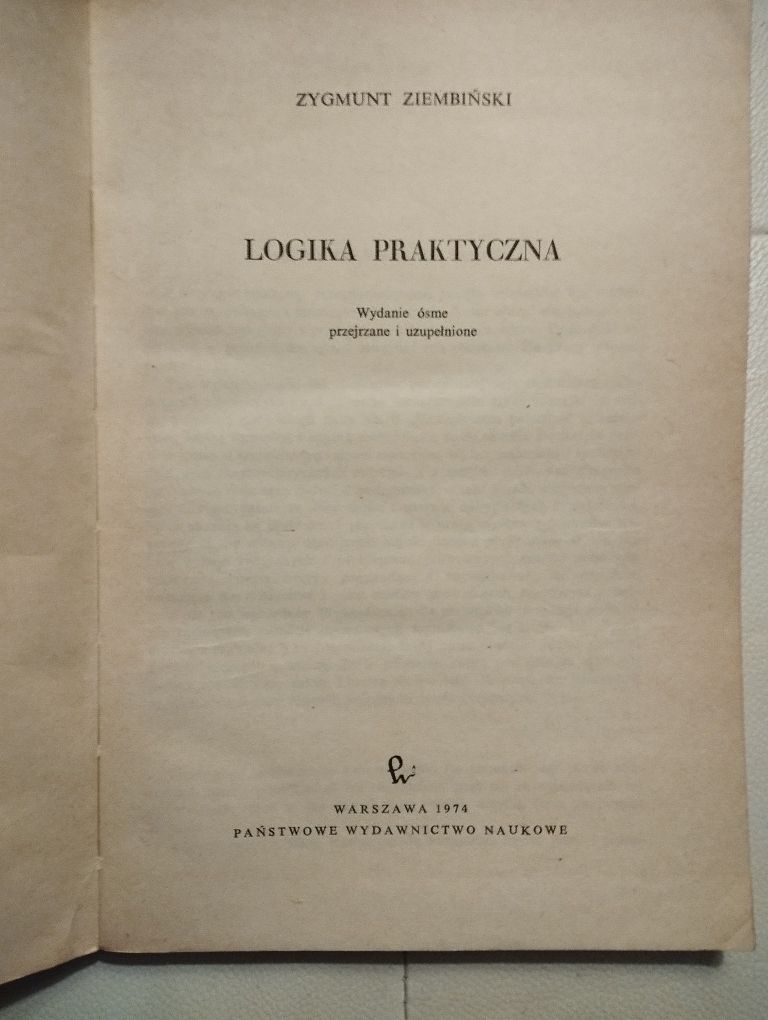 ZYGMUNT ZIEMBIŃSKI
LOGIKA PRAKTYCZNA
Wydanie ósme
przejrzane i uzupełnione
WARSZAWA 1974
PAŃSTWOWE WYDAWNICTWO NAUKOWE